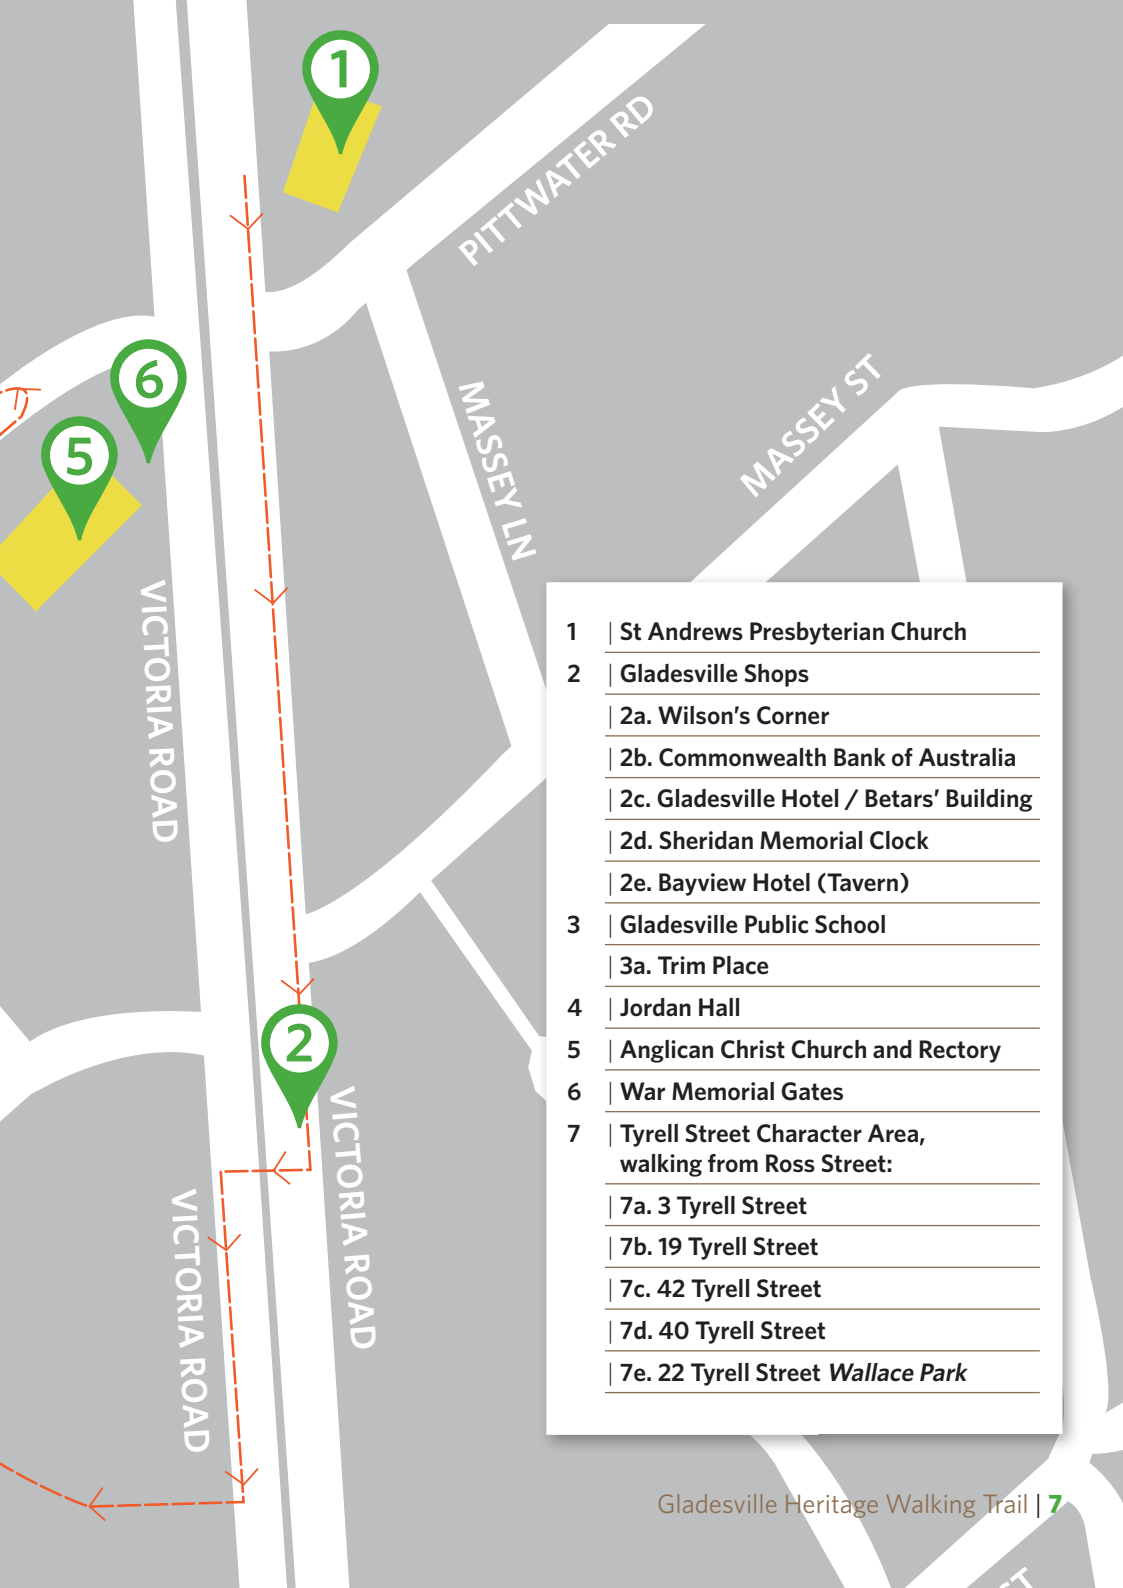 1
PITTWATER RD
6
MASSEY ST
MASSEY LN
5
VICTORIA ROAD
1 | St Andrews Presbyterian Church
2 | Gladesville Shops
| 2a. Wilson's Corner
| 2b. Commonwealth Bank of Australia
| 2c. Gladesville Hotel / Betars' Building
| 2d. Sheridan Memorial Clock
| 2e. Bayview Hotel (Tavern)
3 | Gladesville Public School
| 3a. Trim Place
4 | Jordan Hall
5 | Anglican Christ Church and Rectory
6 | War Memorial Gates
7 | Tyrell Street Character Area,
walking from Ross Street:
| 7a. 3 Tyrell Street
| 7b. 19 Tyrell Street
| 7c. 42 Tyrell Street
| 7d. 40 Tyrell Street
| 7e. 22 Tyrell Street Wallace Park
2
VICTORIA ROAD
VICTORIA ROAD
Gladesville Heritage Walking Trail | 7
ST